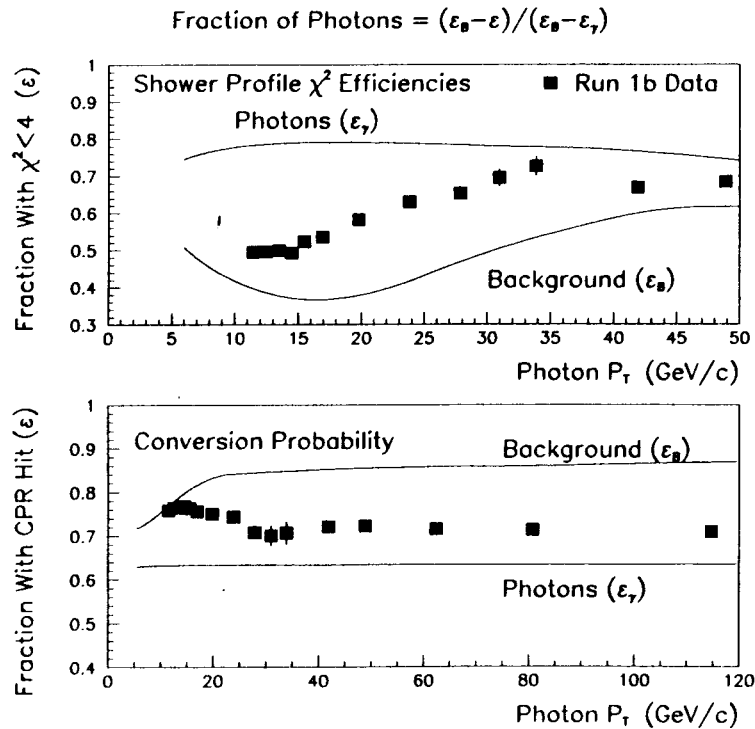 Fraction of Photons = (ε_B−ε)/(ε_B−ε_γ)
Fraction With χ²<4 (ε)
1
0.9
0.8
0.7
0.6
0.5
0.4
0.3
Shower Profile χ² Efficiencies
■ Run 1b Data
Photons (ε_γ)
Background (ε_B)
0 5 10 15 20 25 30 35 40 45 50
Photon P_T (GeV/c)
Fraction With CPR Hit (ε)
1
0.9
0.8
0.7
0.6
0.5
0.4
Conversion Probability
Background (ε_B)
Photons (ε_γ)
0 20 40 60 80 100 120
Photon P_T (GeV/c)